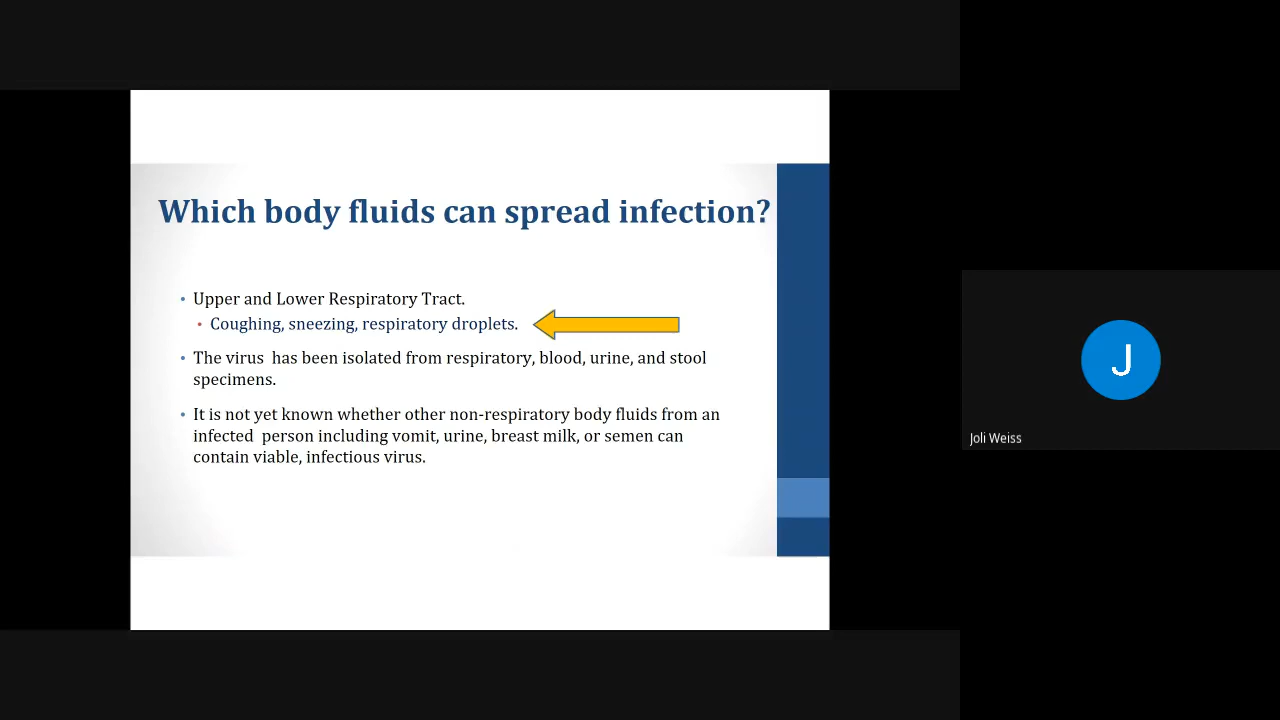 Which body fluids can spread infection?
• Upper and Lower Respiratory Tract.
• Coughing, sneezing, respiratory droplets.
• The virus has been isolated from respiratory, blood, urine, and stool
specimens.
• It is not yet known whether other non-respiratory body fluids from an
infected person including vomit, urine, breast milk, or semen can
contain viable, infectious virus.
J
Joli Weiss